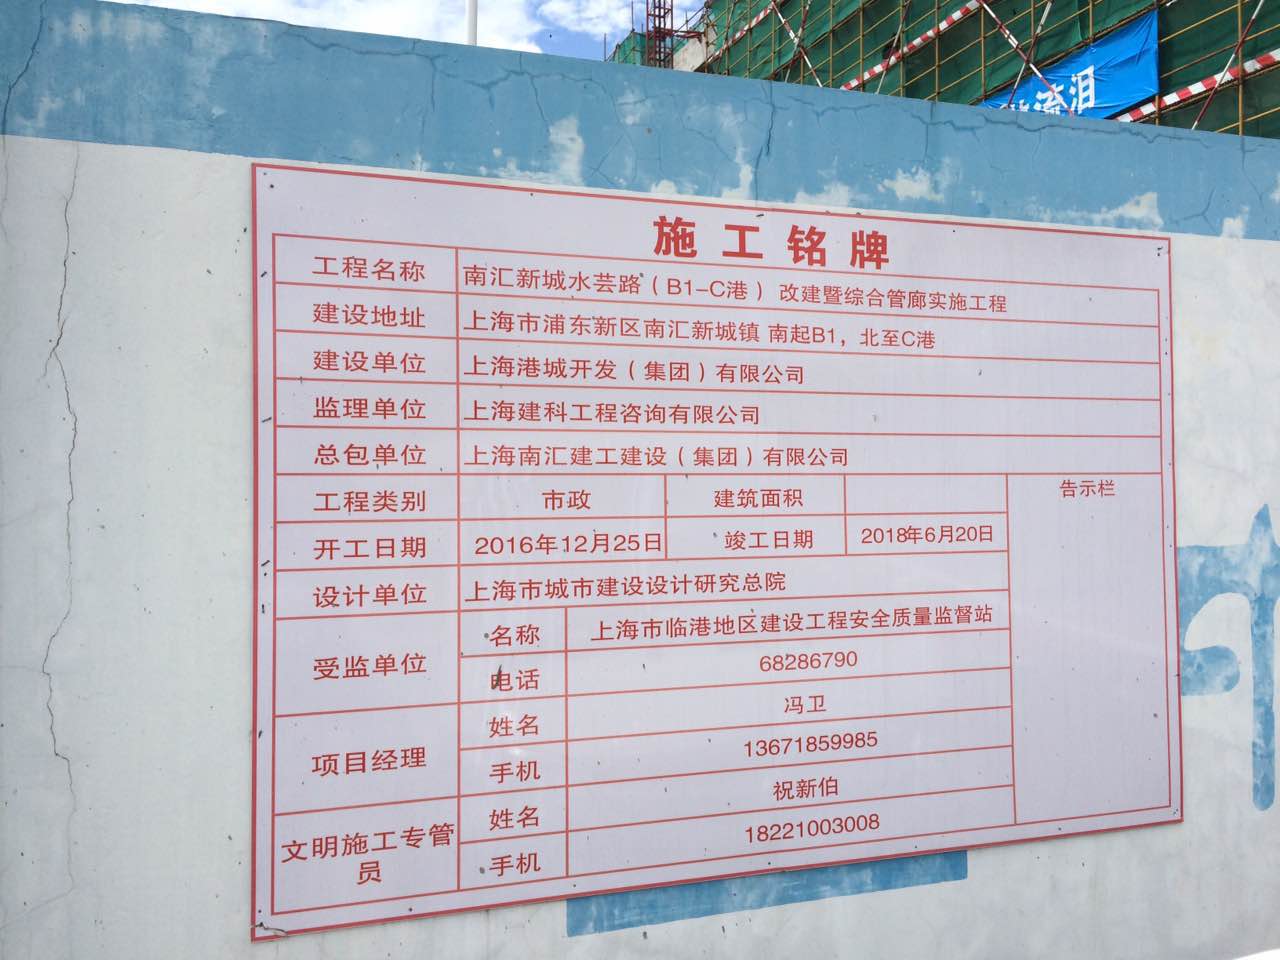 流泪
施工铭牌
工程名称 南汇新城水芸路（B1-C港） 改建暨综合管廊实施工程
建设地址 上海市浦东新区南汇新城镇 南起B1，北至C港
建设单位 上海港城开发（集团）有限公司
监理单位 上海建科工程咨询有限公司
总包单位 上海南汇建工建设（集团）有限公司
工程类别 市政 建筑面积 告示栏
开工日期 2016年12月25日 竣工日期 2018年6月20日
设计单位 上海市城市建设设计研究总院
受监单位 名称 上海市临港地区建设工程安全质量监督站
电话 68286790
项目经理 姓名 冯卫
手机 13671859985
文明施工专管员 姓名 祝新伯
手机 18221003008